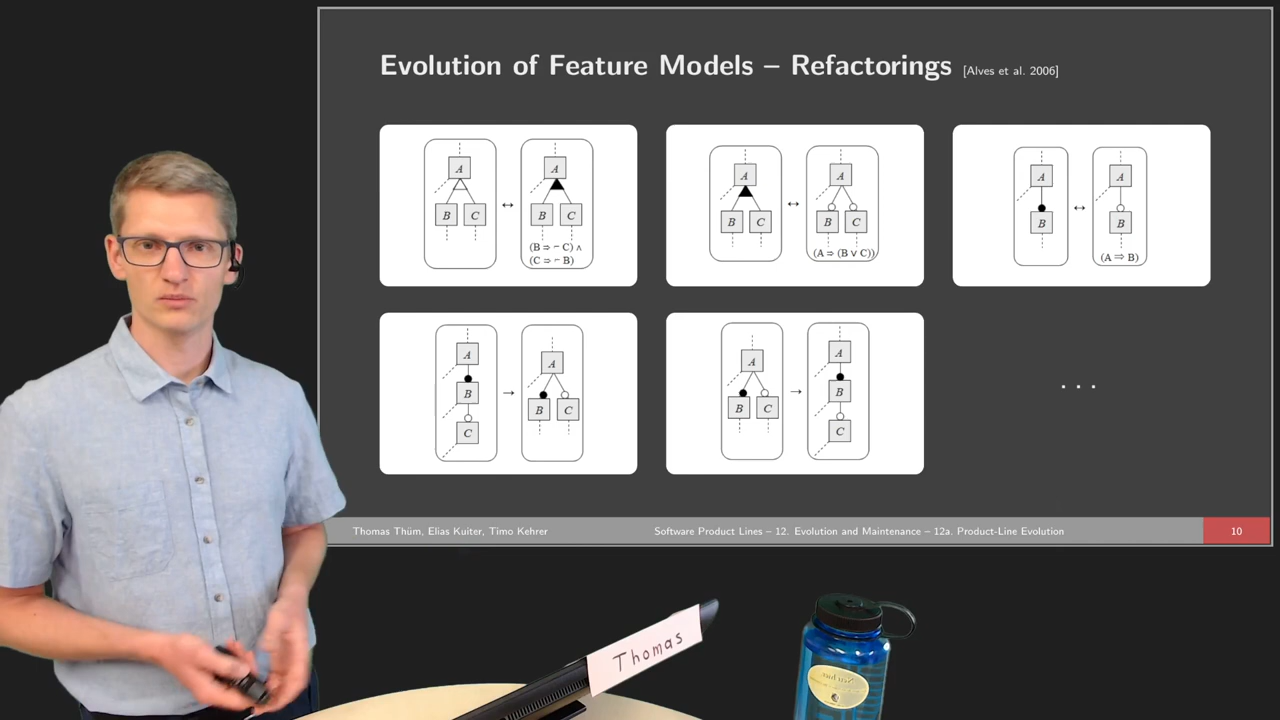 Evolution of Feature Models – Refactorings [Alves et al. 2006]
A B C ↔ A B C
(B ⇒ ¬ C) ∧
(C ⇒ ¬ B)
A B C ↔ A B C
(A ⇒ (B ∨ C))
A B ↔ A B
(A ⇒ B)
A B C → A B C
A B C → A B C
. . .
Thomas Thüm, Elias Kuiter, Timo Kehrer
Software Product Lines – 12. Evolution and Maintenance – 12a. Product-Line Evolution
10
Thomas